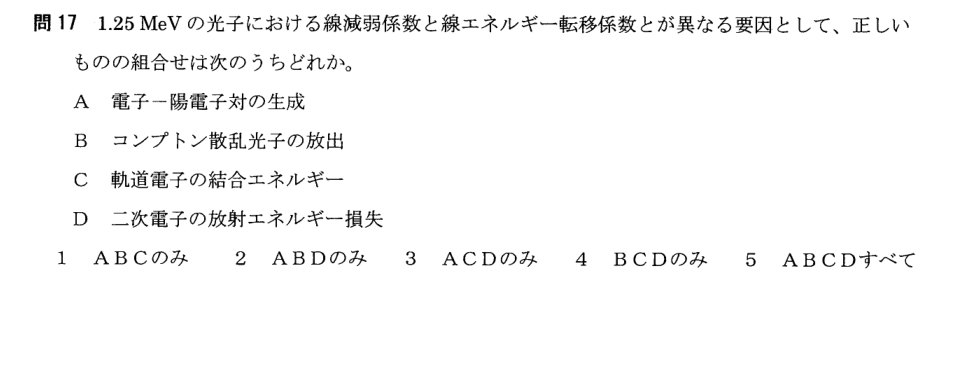 問17 1.25 MeV の光子における線減弱係数と線エネルギー転移係数とが異なる要因として、正しい
ものの組合せは次のうちどれか。
A 電子－陽電子対の生成
B コンプトン散乱光子の放出
C 軌道電子の結合エネルギー
D 二次電子の放射エネルギー損失
1 ABCのみ 2 ABDのみ 3 ACDのみ 4 BCDのみ 5 ABCDすべて